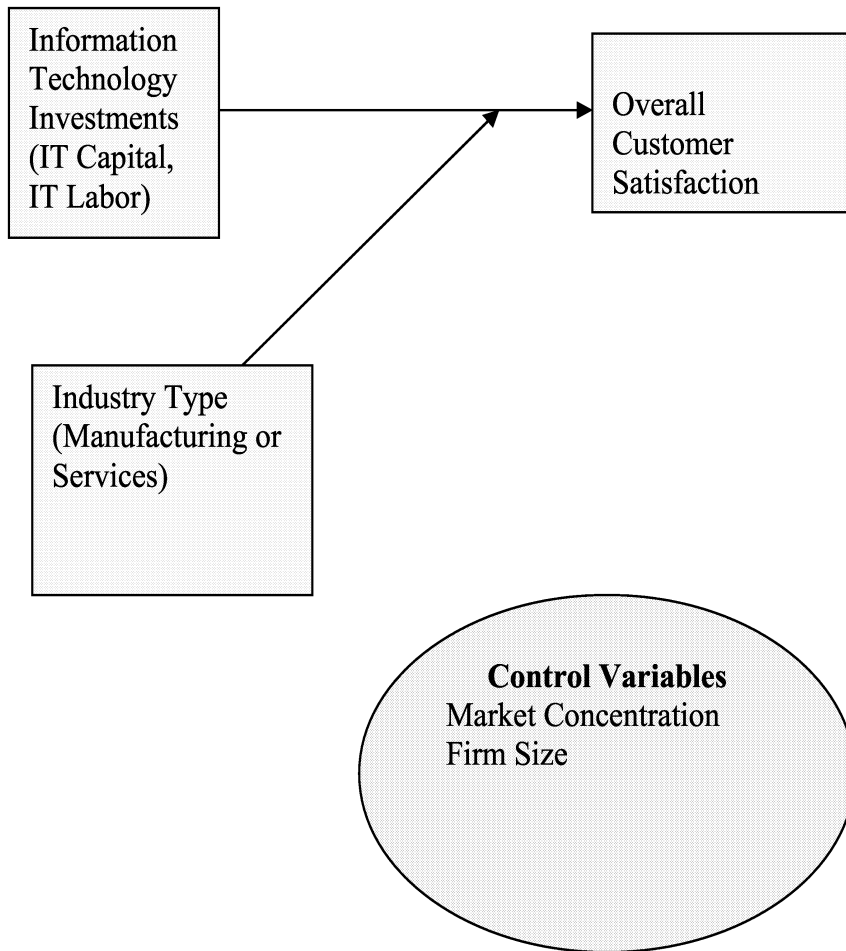 Information
Technology
Investments
(IT Capital,
IT Labor)
Overall
Customer
Satisfaction
Industry Type
(Manufacturing or
Services)
Control Variables
Market Concentration
Firm Size